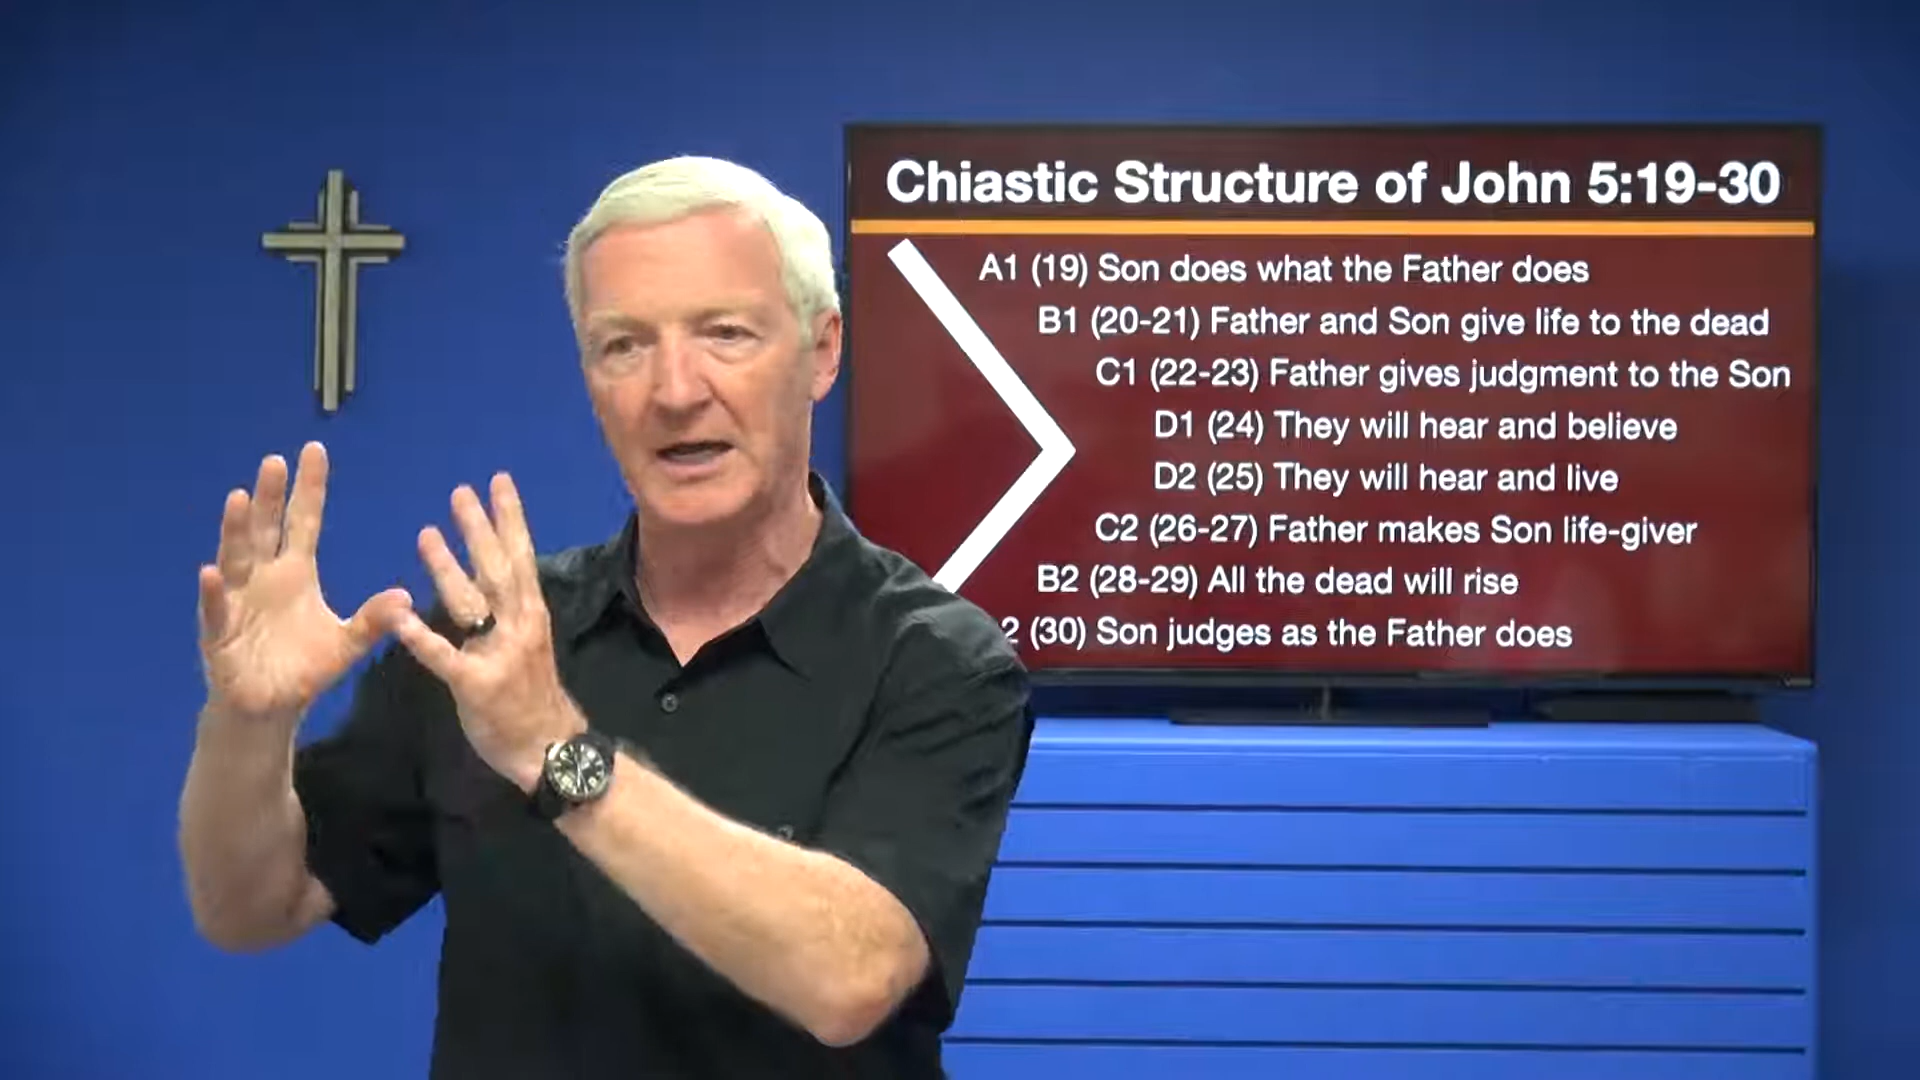 Chiastic Structure of John 5:19-30
A1 (19) Son does what the Father does
B1 (20-21) Father and Son give life to the dead
C1 (22-23) Father gives judgment to the Son
D1 (24) They will hear and believe
D2 (25) They will hear and live
C2 (26-27) Father makes Son life-giver
B2 (28-29) All the dead will rise
2 (30) Son judges as the Father does